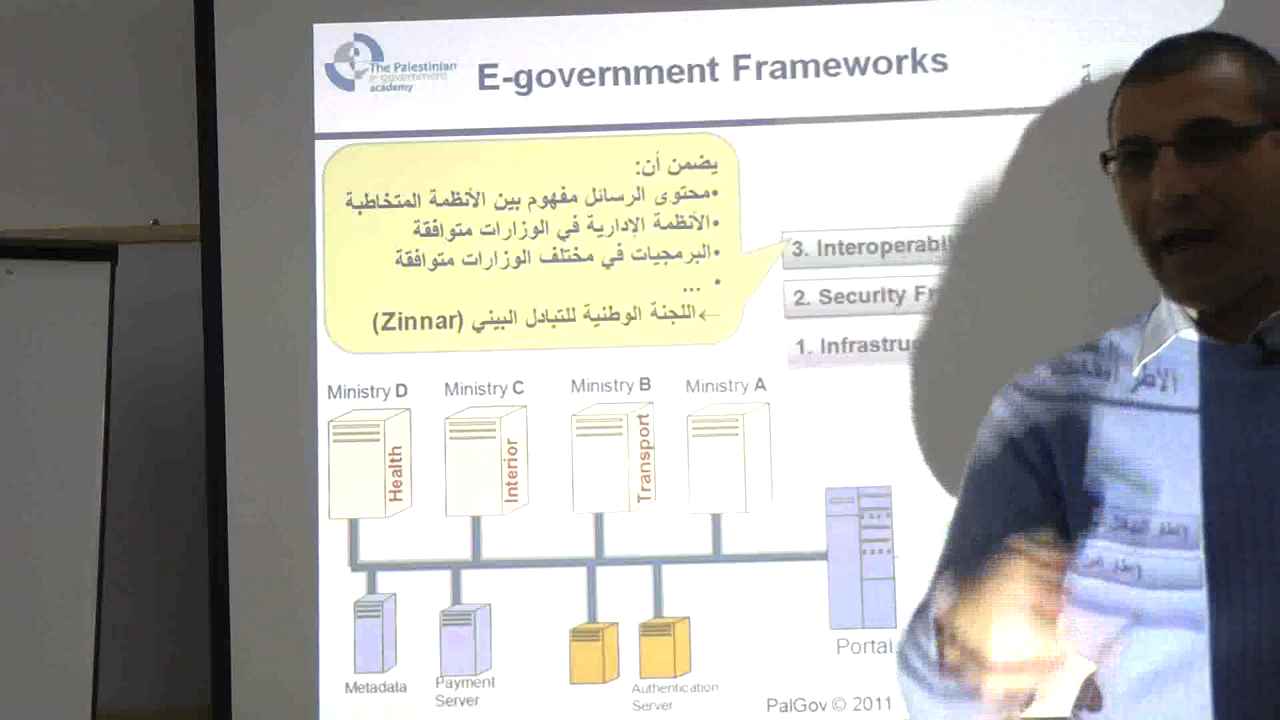 The Palestinian
e-government
academy
E-government Frameworks
يضمن أن:
•محتوى الرسائل مفهوم بين الأنظمة المتخاطبة
•الأنظمة الإدارية في الوزارات متوافقة
•البرمجيات في مختلف الوزارات متوافقة
• ...
←اللجنة الوطنية للتبادل البيني (Zinnar)
3. Interoperabil
2. Security Fr
1. Infrastru
Ministry D
Ministry C
Ministry B
Ministry A
Health
Interior
Transport
Portal
Metadata
Payment
Server
Authentication
Server
PalGov © 2011